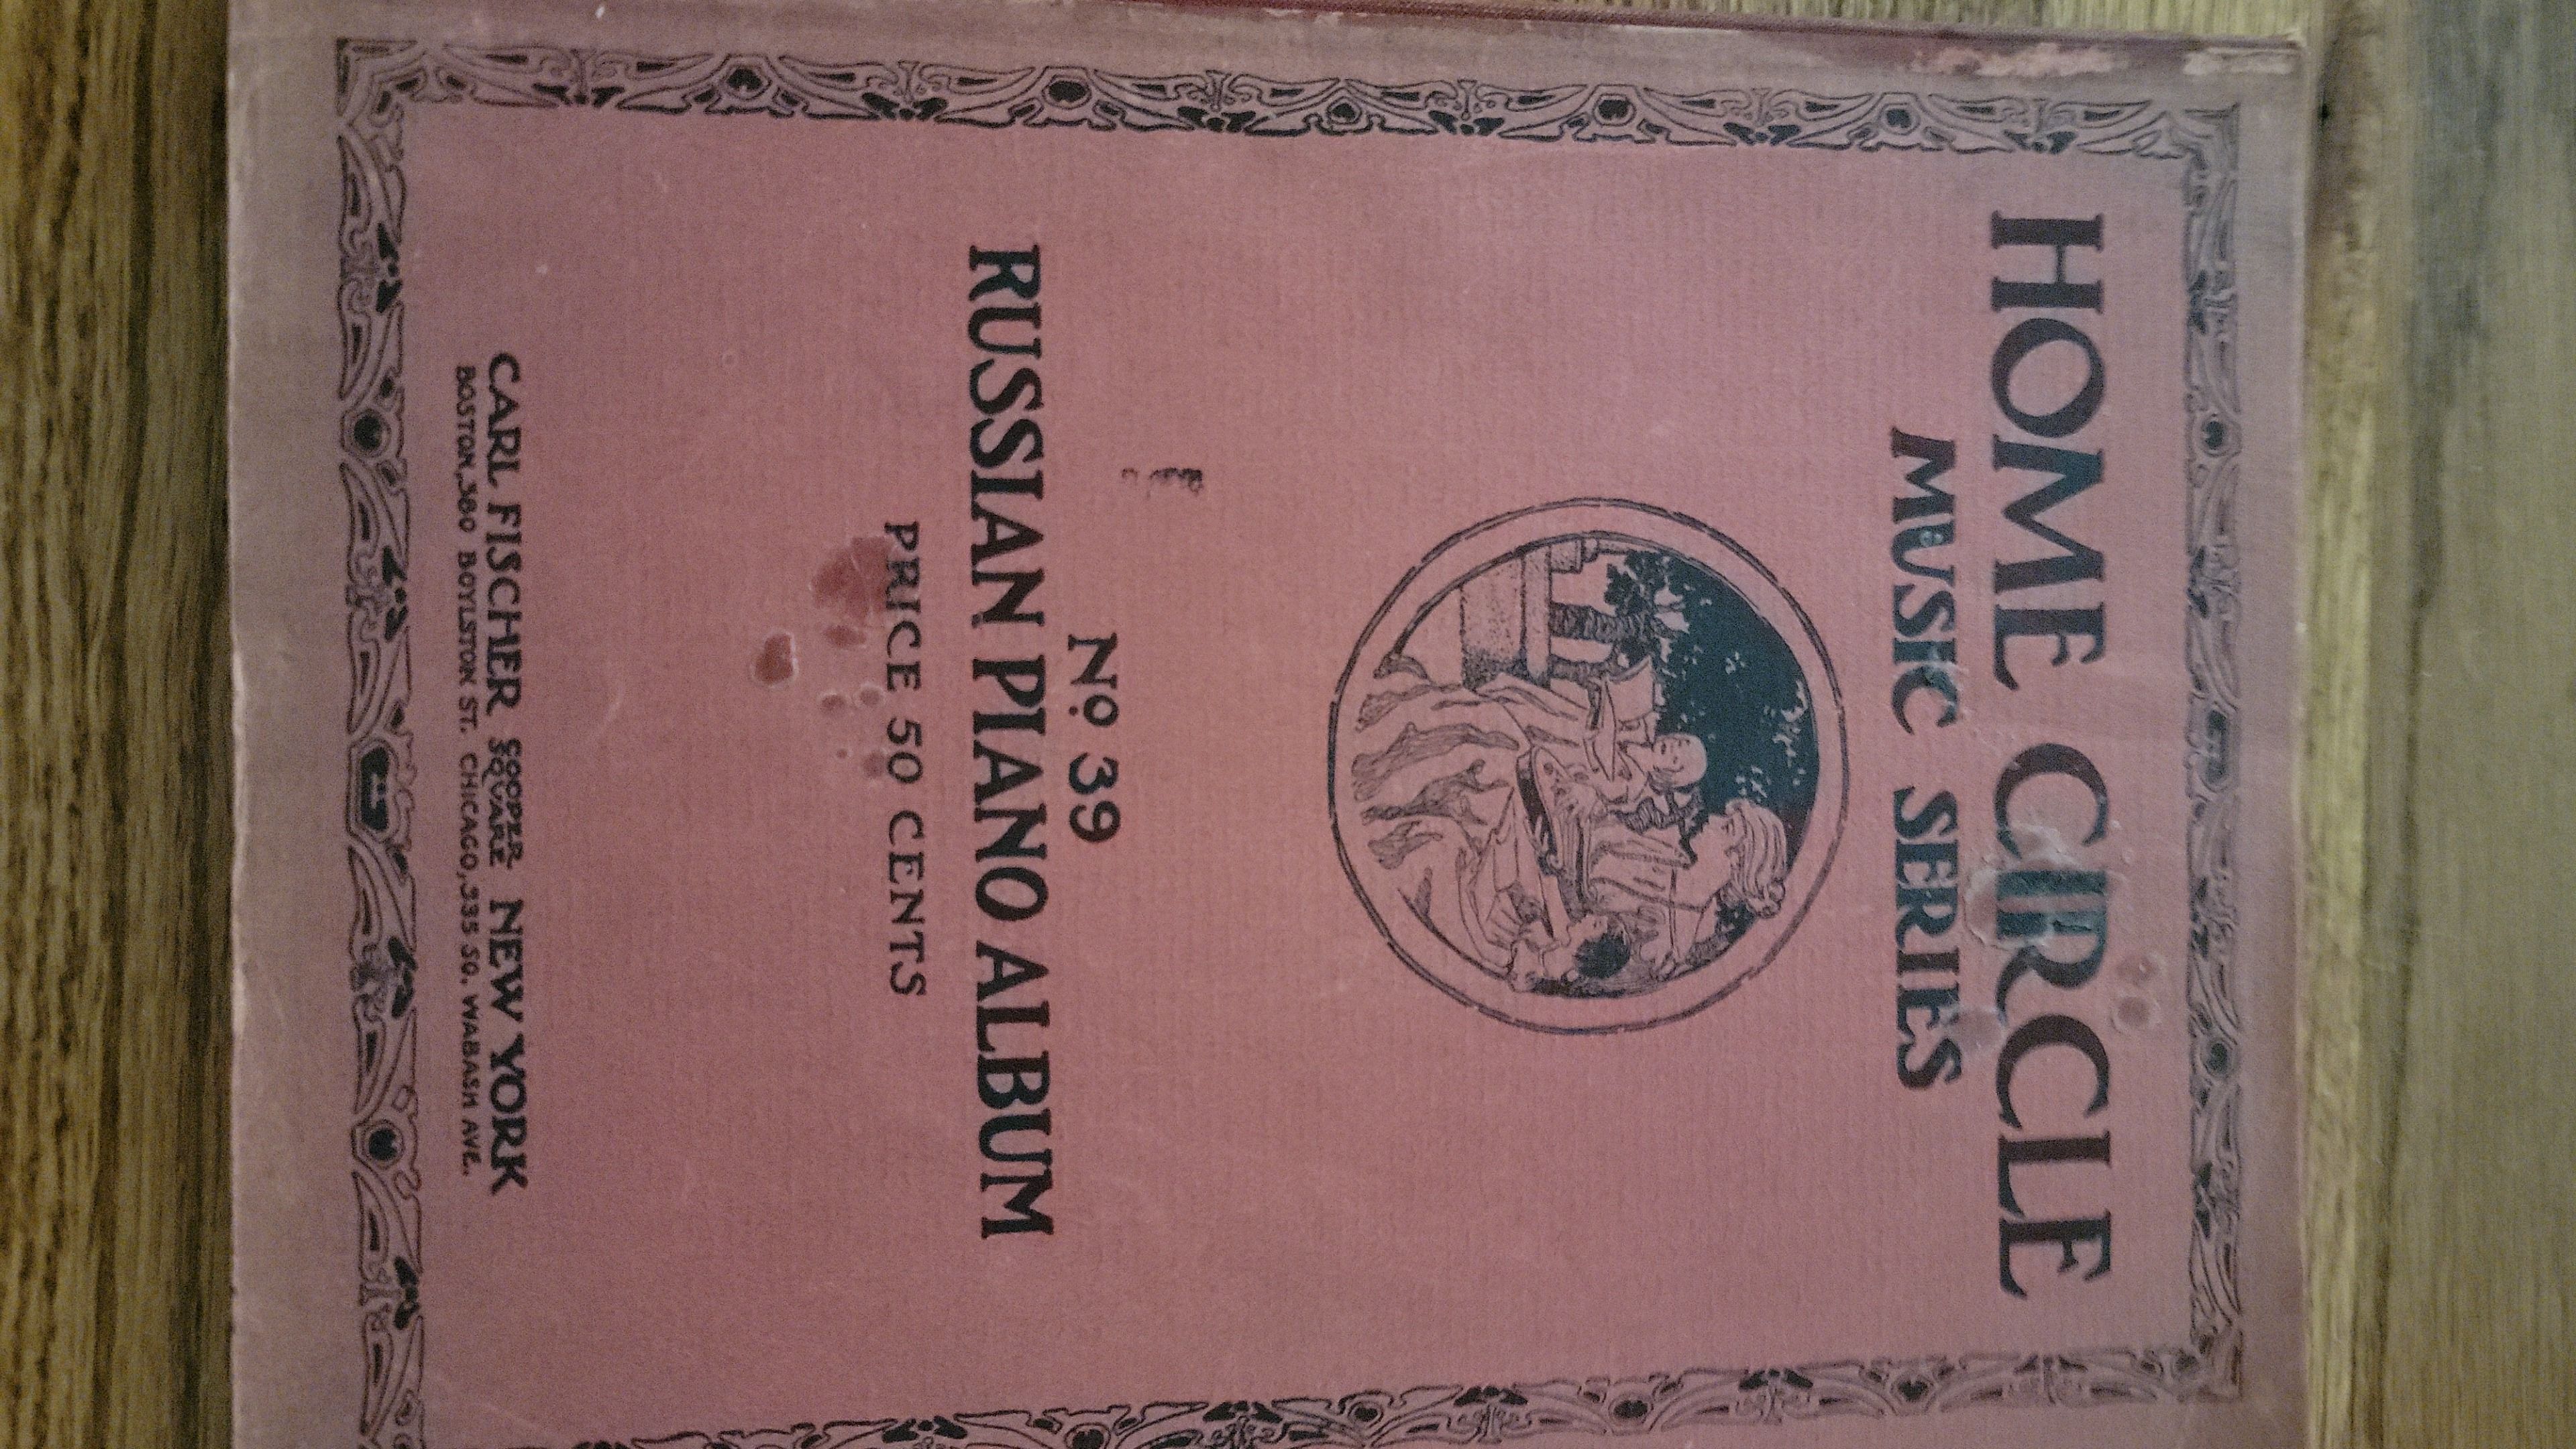 HOME CIRCLE
MUSIC SERIES
No 39
RUSSIAN PIANO ALBUM
PRICE 50 CENTS
CARL FISCHER COOPER SQUARE NEW YORK
BOSTON, 380 BOYLSTON ST. CHICAGO, 335 SO. WABASH AVE.